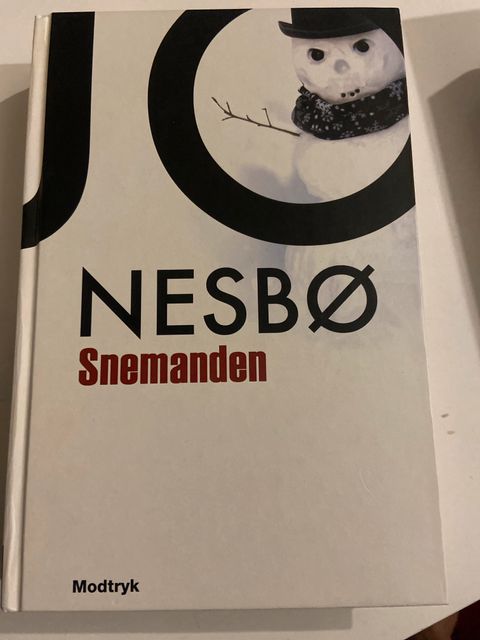 JO
NESBØ
Snemanden
Modtryk